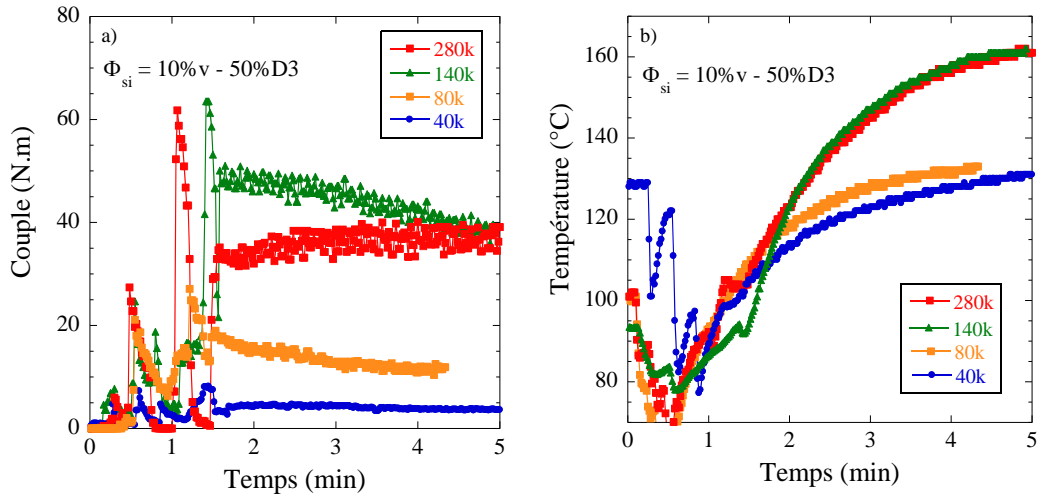 a)
Φsi = 10%v - 50%D3
280k
140k
80k
40k
Couple (N.m)
80
60
40
20
0
0
1
2
3
4
5
Temps (min)
b)
Φsi = 10%v - 50%D3
280k
140k
80k
40k
Température (°C)
160
140
120
100
80
0
1
2
3
4
5
Temps (min)